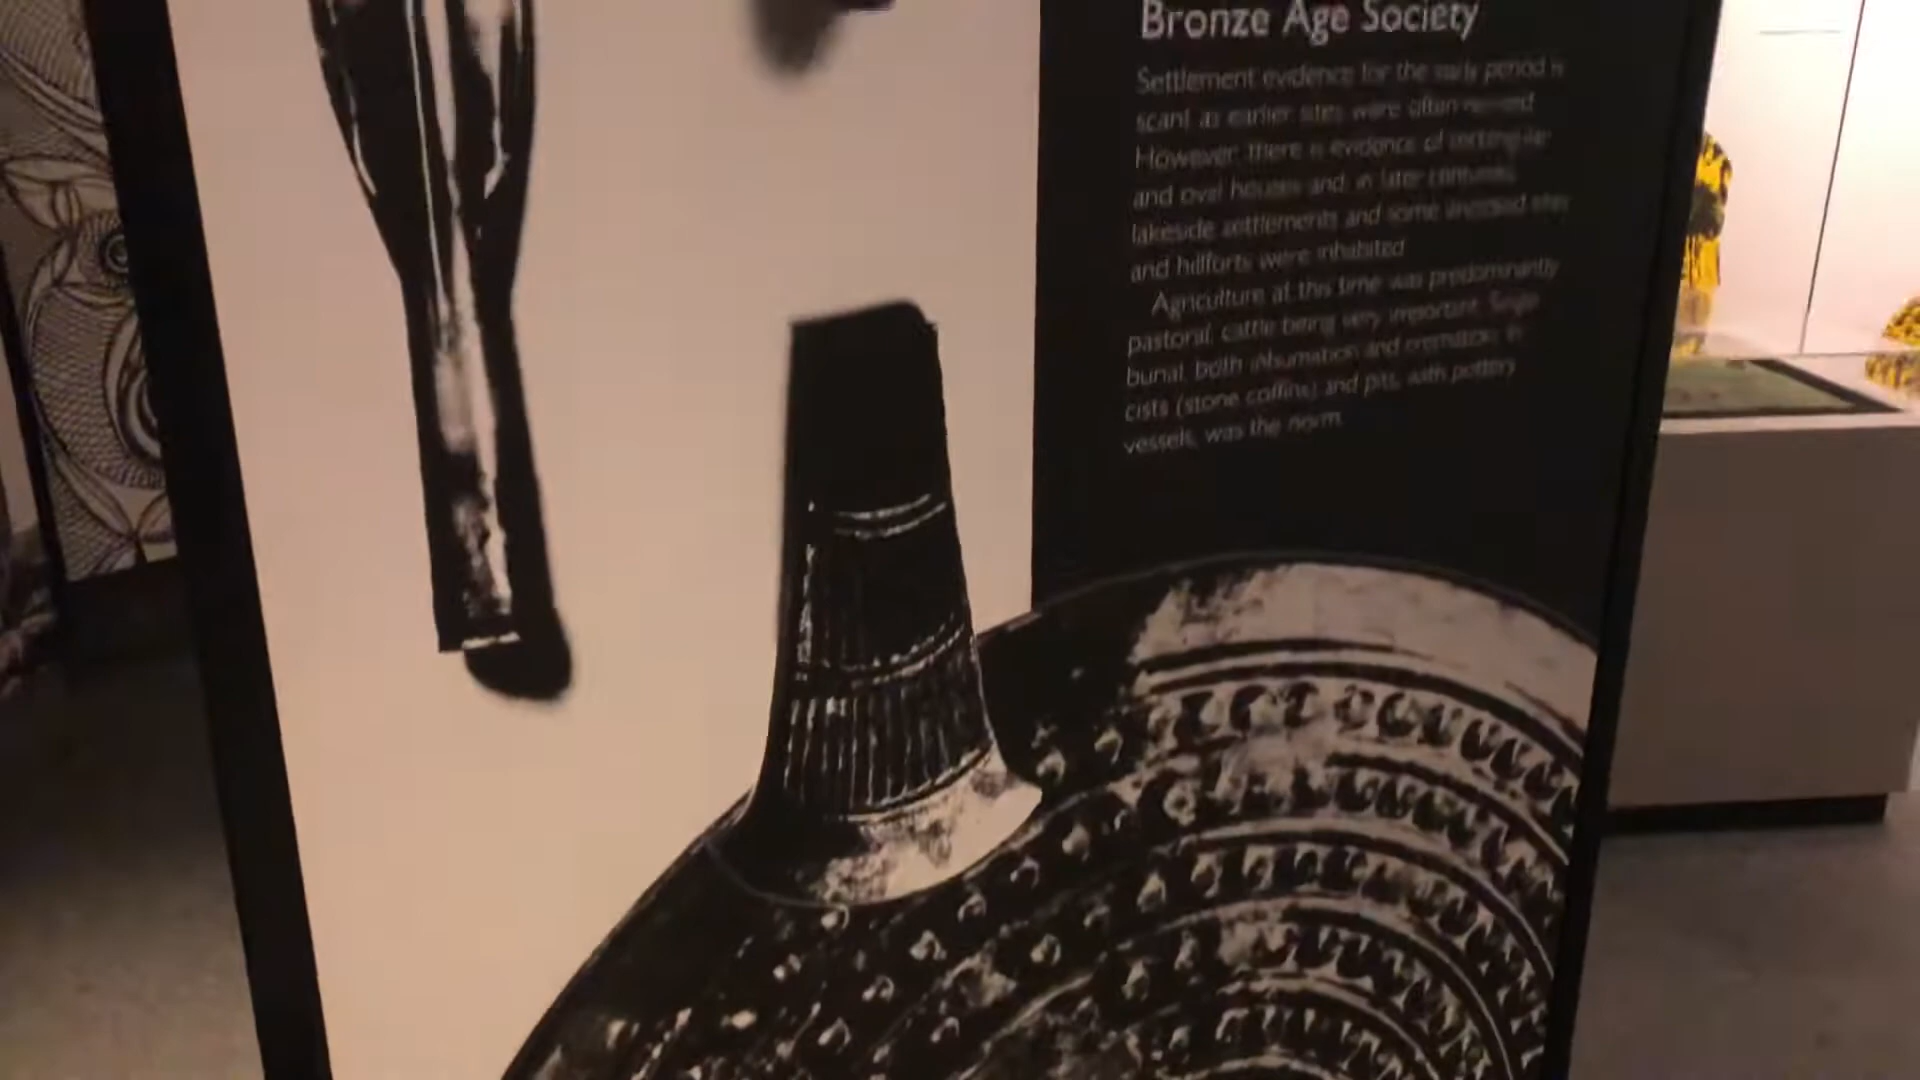 Bronze Age Society
Settlement evidence for the early period is
scant as earlier sites were often
However, there is evidence of rectangular
and oval houses and, in later centuries,
lakeside settlements and some enclosed sites
and hillforts were inhabited
Agriculture at this time was predominantly
pastoral, cattle being very important. Single
burial, both inhumation and cremation, in
cists (stone coffins) and pits, with pottery
vessels, was the norm.